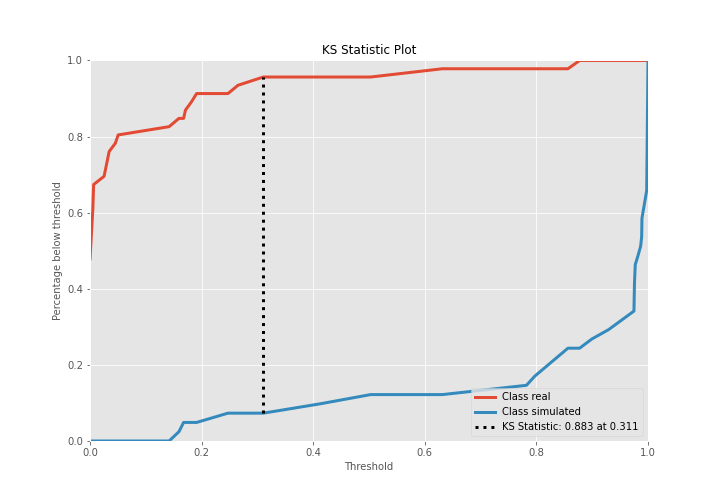 KS Statistic Plot
1.0
0.8
0.6
0.4
0.2
0.0
Percentage below threshold
Class real
Class simulated
KS Statistic: 0.883 at 0.311
0.0 0.2 0.4 0.6 0.8 1.0
Threshold